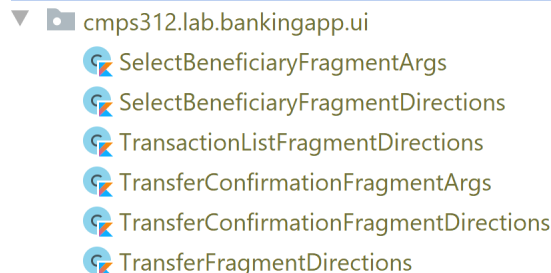 cmps312.lab.bankingapp.ui
SelectBeneficiaryFragmentArgs
SelectBeneficiaryFragmentDirections
TransactionListFragmentDirections
TransferConfirmationFragmentArgs
TransferConfirmationFragmentDirections
TransferFragmentDirections